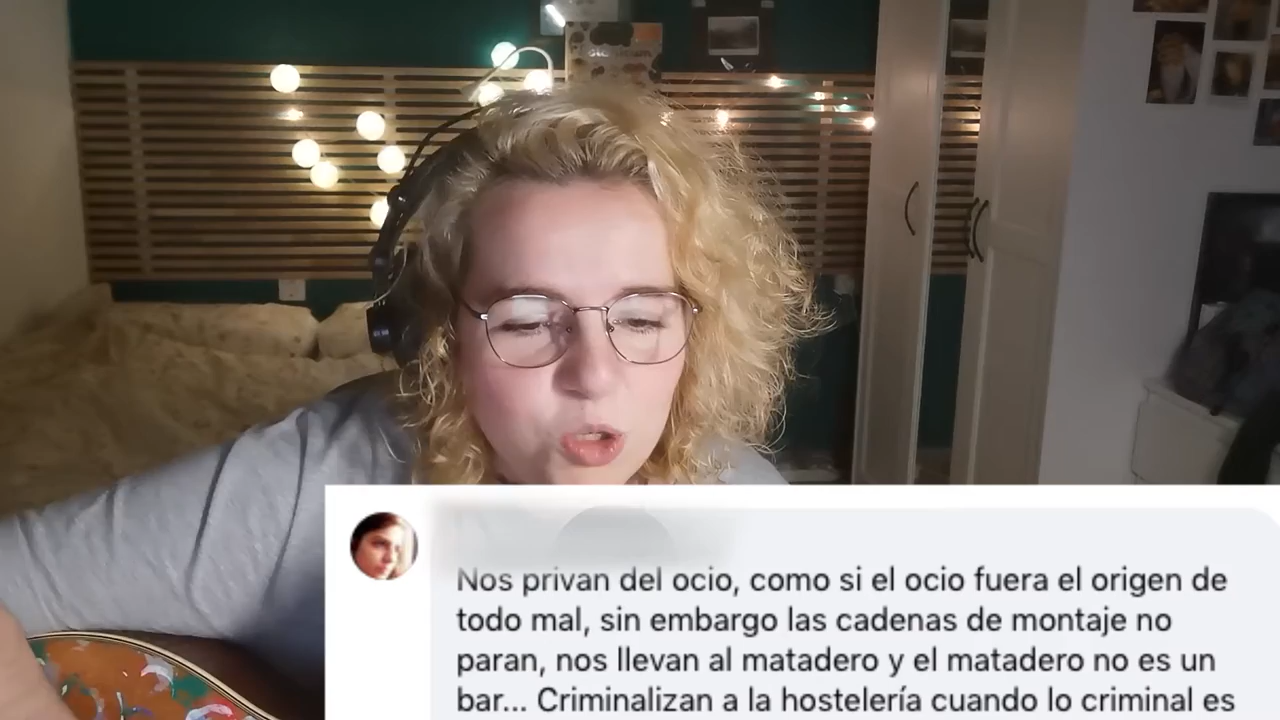 Nos privan del ocio, como si el ocio fuera el origen de
todo mal, sin embargo las cadenas de montaje no
paran, nos llevan al matadero y el matadero no es un
bar... Criminalizan a la hostelería cuando lo criminal es